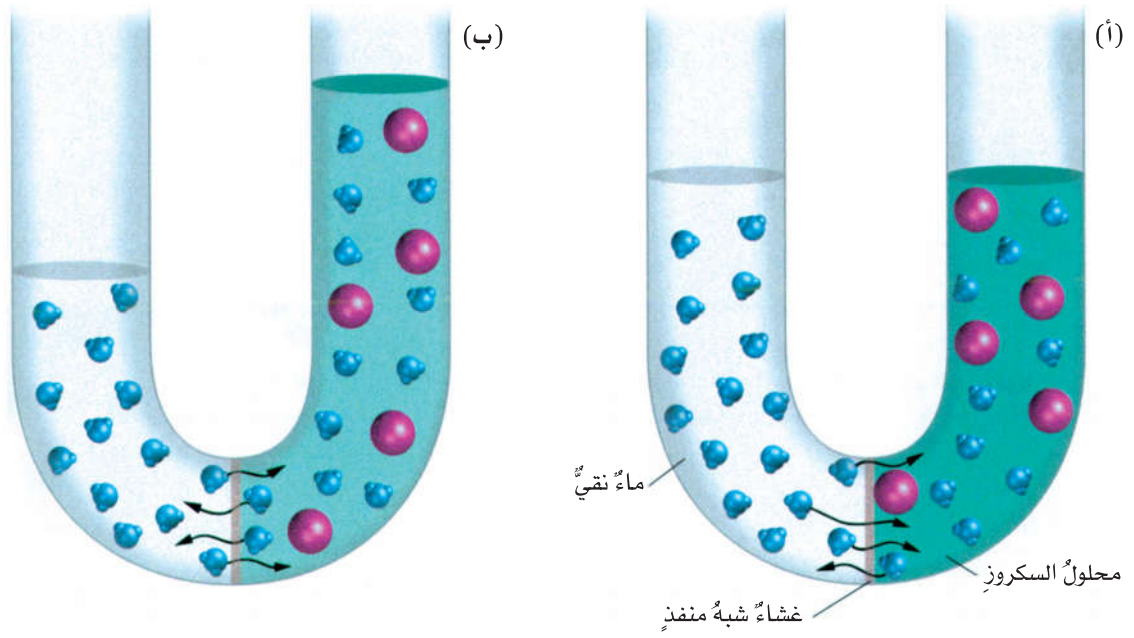 (أ)
(ب)
ماءٌ نقيٌّ
محلولُ السكروزِ
غشاءٌ شبهُ منفذٍ